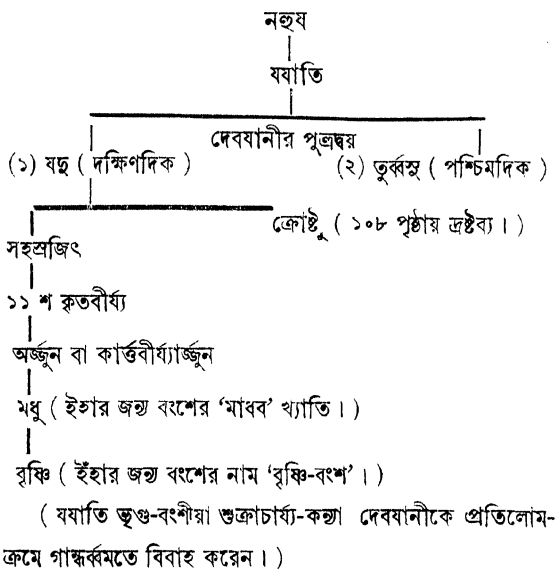 নহুষ
যযাতি
দেবযানীর পুত্রদ্বয়
(১) যদু ( দক্ষিণদিক ) (২) তুর্ব্বসু ( পশ্চিমদিক )
ক্রোষ্টু ( ১০৮ পৃষ্ঠায় দ্রষ্টব্য । )
সহস্রজিৎ
১১ শ কৃতবীর্য্য
অর্জ্জুন বা কার্ত্তবীর্য্যার্জ্জুন
মধু ( ইহার জন্য বংশের ‘মাধব’ খ্যাতি । )
বৃষ্ণি ( ইঁহার জন্য বংশের নাম ‘বৃষ্ণি-বংশ’ । )
( যযাতি ভৃগু-বংশীয়া শুক্রাচার্য্য-কন্যা দেবযানীকে প্রতিলোম-
ক্রমে গান্ধর্ব্বমতে বিবাহ করেন । )